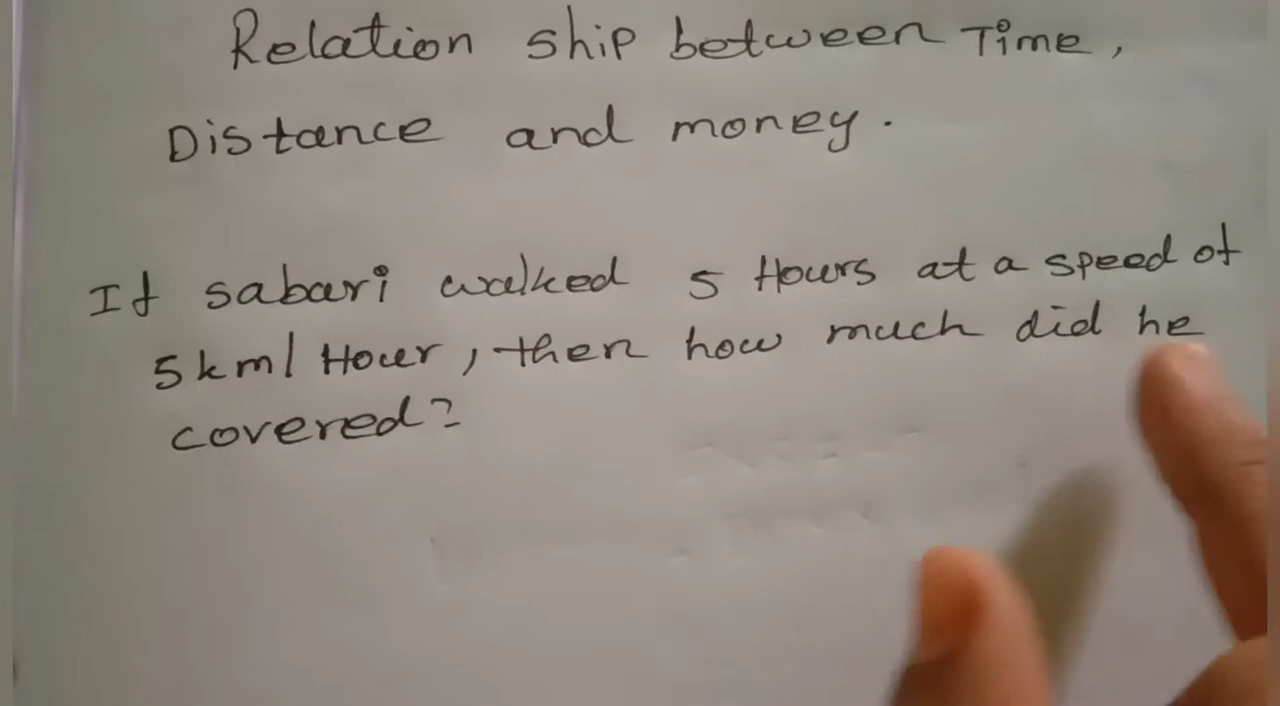 Relation ship between Time,
Distance and money.
If sabari walked 5 Hours at a speed of
5km/Hour, then how much did he
covered?